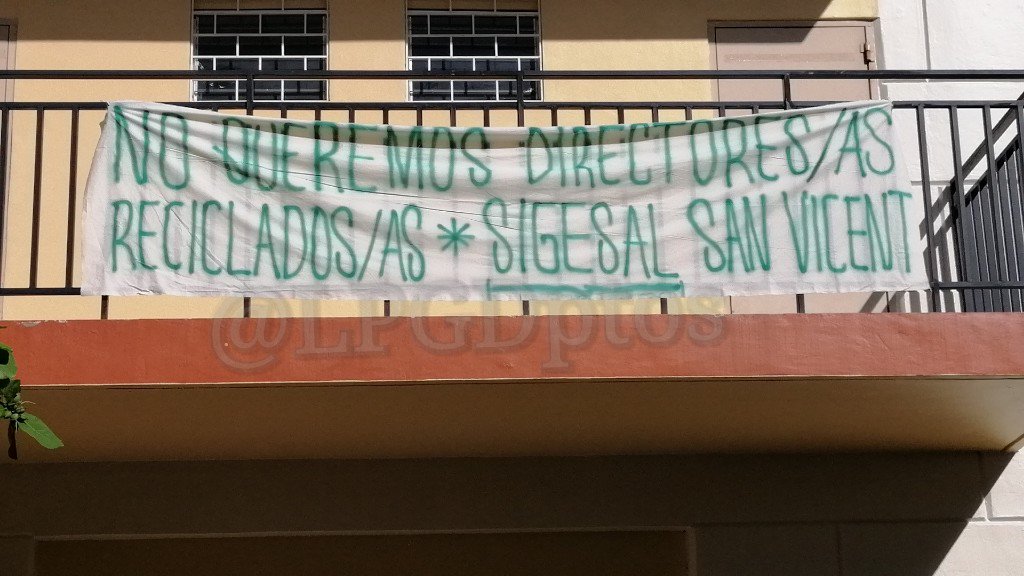 NO QUEREMOS DIRECTORES/AS
RECICLADOS/AS * SIGESAL SAN VICENT
@LPGDptos